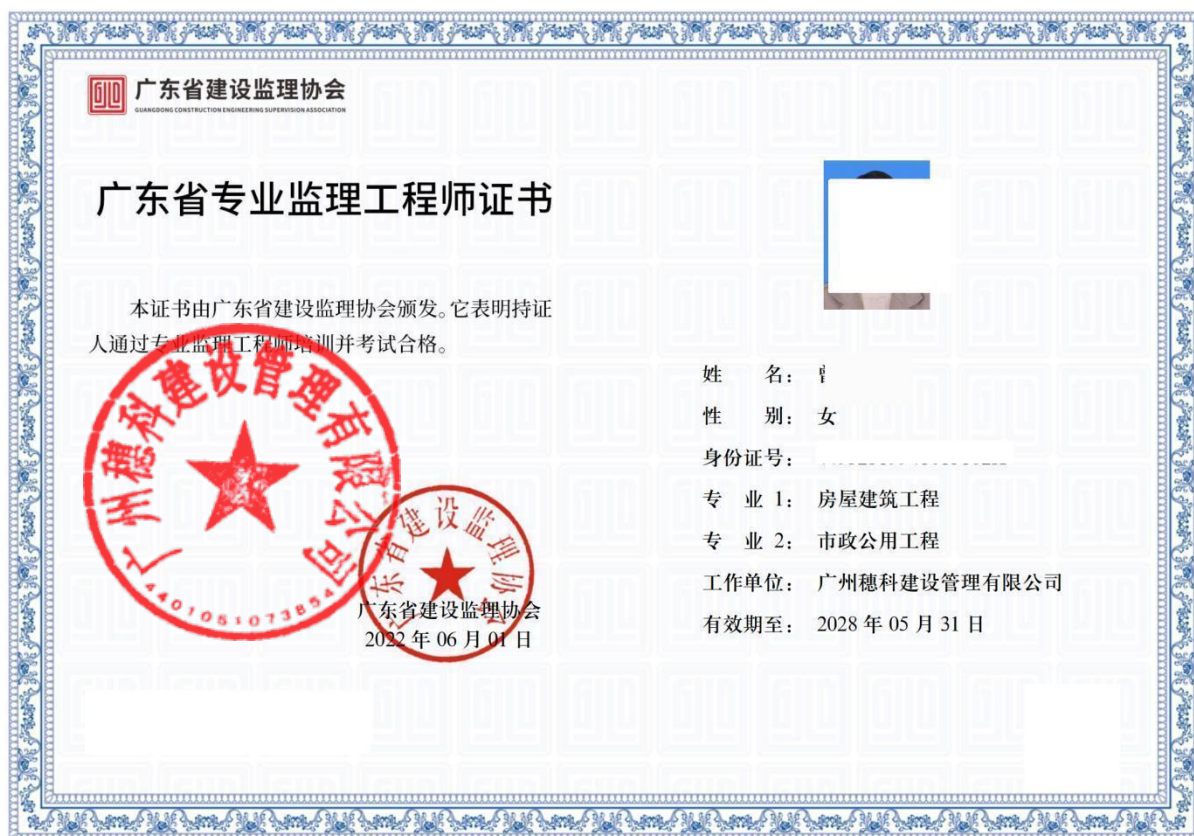 广东省建设监理协会
GUANGDONG CONSTRUCTION ENGINEERING SUPERVISION ASSOCIATION
广东省专业监理工程师证书
本证书由广东省建设监理协会颁发。它表明持证
人通过专业监理工程师培训并考试合格。
广州穗科建设管理有限公司
4401051073854
广东省建设监理协会
广东省建设监理协会
2022 年 06 月 01 日
姓 名：
性 别： 女
身份证号：
专 业 1： 房屋建筑工程
专 业 2： 市政公用工程
工作单位： 广州穗科建设管理有限公司
有效期至： 2028 年 05 月 31 日